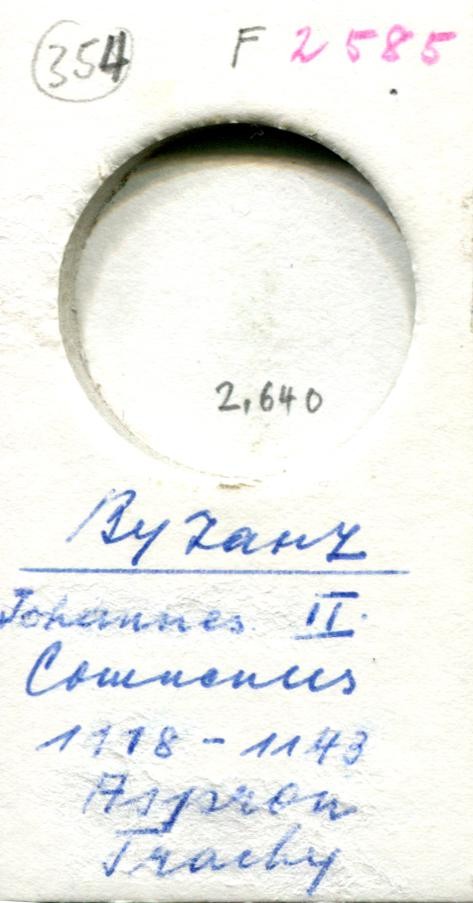 354 F 2585
2,640
Byzanz
Johannes II.
Comnenus
1118 - 1143
Aspron
Trachy